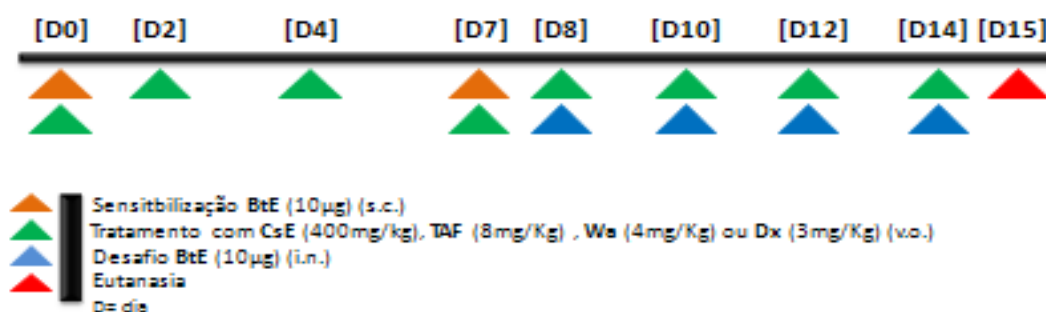 [D0] [D2] [D4] [D7] [D8] [D10] [D12] [D14] [D15]
Sensitbilização BtE (10µg) (s.c.)
Tratamento com CsE (400mg/kg), TAF (8mg/Kg) , Wa (4mg/Kg) ou Dx (3mg/Kg) (v.o.)
Desafio BtE (10µg) (i.n.)
Eutanasia
D= dia